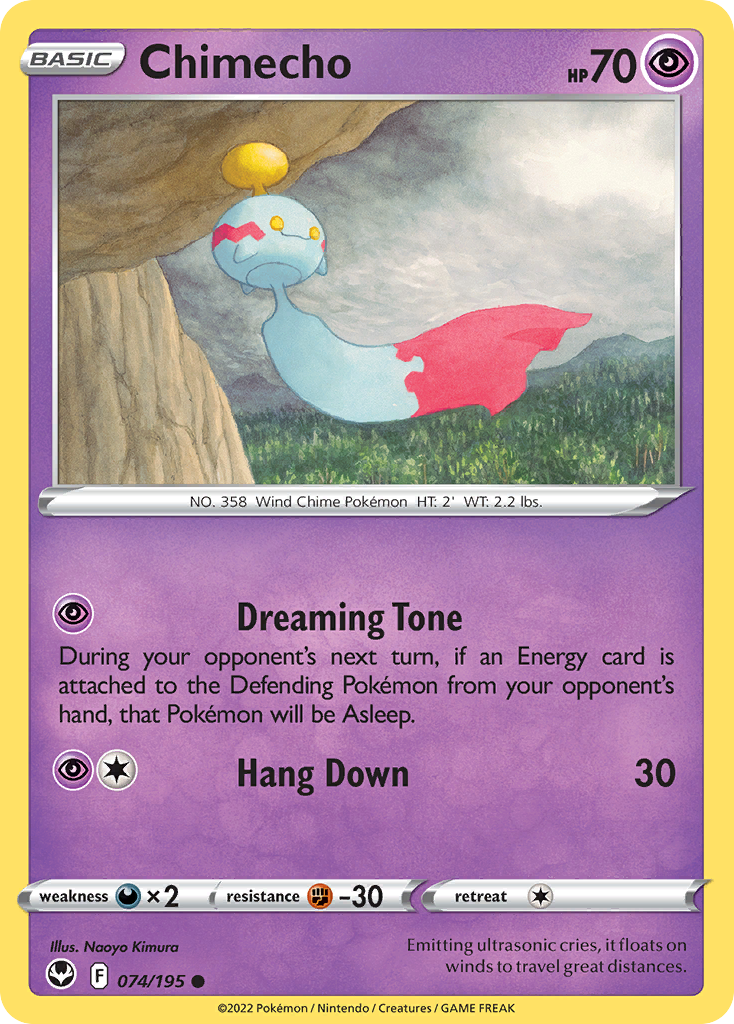 BASIC Chimecho HP 70
NO. 358 Wind Chime Pokémon HT: 2' WT: 2.2 lbs.
Dreaming Tone
During your opponent's next turn, if an Energy card is
attached to the Defending Pokémon from your opponent's
hand, that Pokémon will be Asleep.
Hang Down 30
weakness ×2 resistance -30 retreat
Illus. Naoyo Kimura
Emitting ultrasonic cries, it floats on
winds to travel great distances.
F 074/195
©2022 Pokémon / Nintendo / Creatures / GAME FREAK